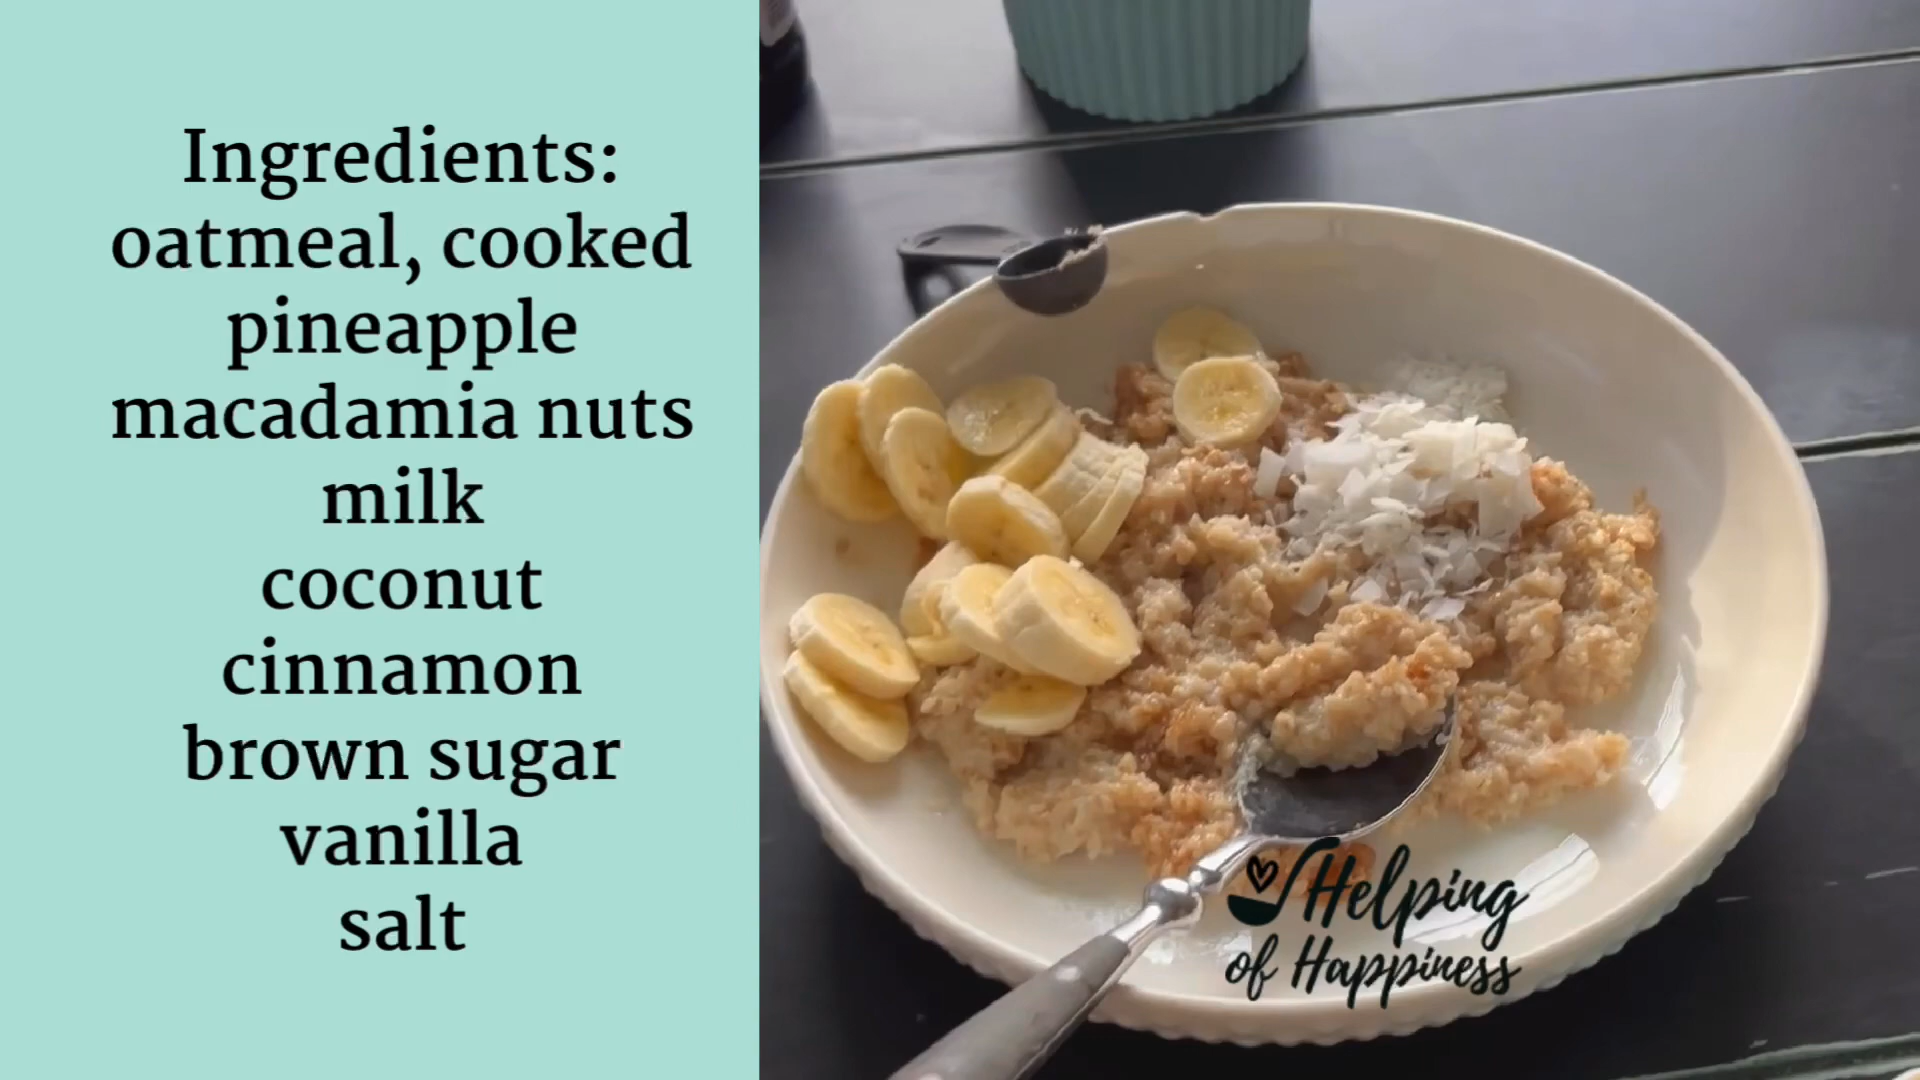 Ingredients:
oatmeal, cooked
pineapple
macadamia nuts
milk
coconut
cinnamon
brown sugar
vanilla
salt
Helping
of Happiness